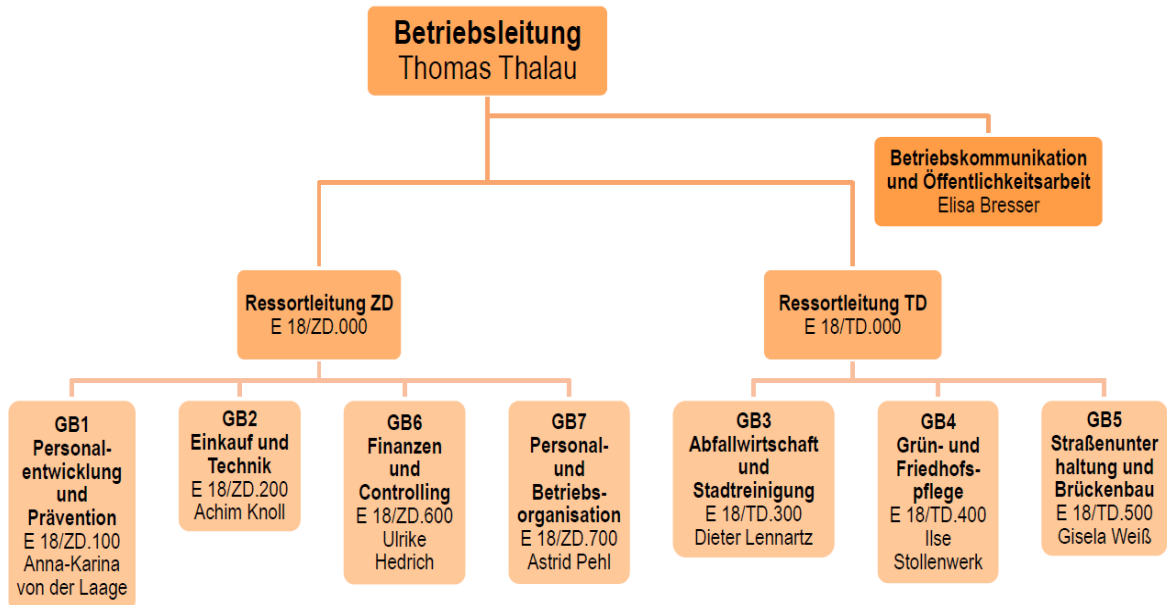 Betriebsleitung
Thomas Thalau
Betriebskommunikation
und Öffentlichkeitsarbeit
Elisa Bresser
Ressortleitung ZD
E 18/ZD.000
Ressortleitung TD
E 18/TD.000
GB1
Personal-
entwicklung
und
Prävention
E 18/ZD.100
Anna-Karina
von der Laage
GB2
Einkauf und
Technik
E 18/ZD.200
Achim Knoll
GB6
Finanzen
und
Controlling
E 18/ZD.600
Ulrike
Hedrich
GB7
Personal-
und
Betriebs-
organisation
E 18/ZD.700
Astrid Pehl
GB3
Abfallwirtschaft
und
Stadtreinigung
E 18/TD.300
Dieter Lennartz
GB4
Grün- und
Friedhofs-
pflege
E 18/TD.400
Ilse
Stollenwerk
GB5
Straßenunter
haltung und
Brückenbau
E 18/TD.500
Gisela Weiß